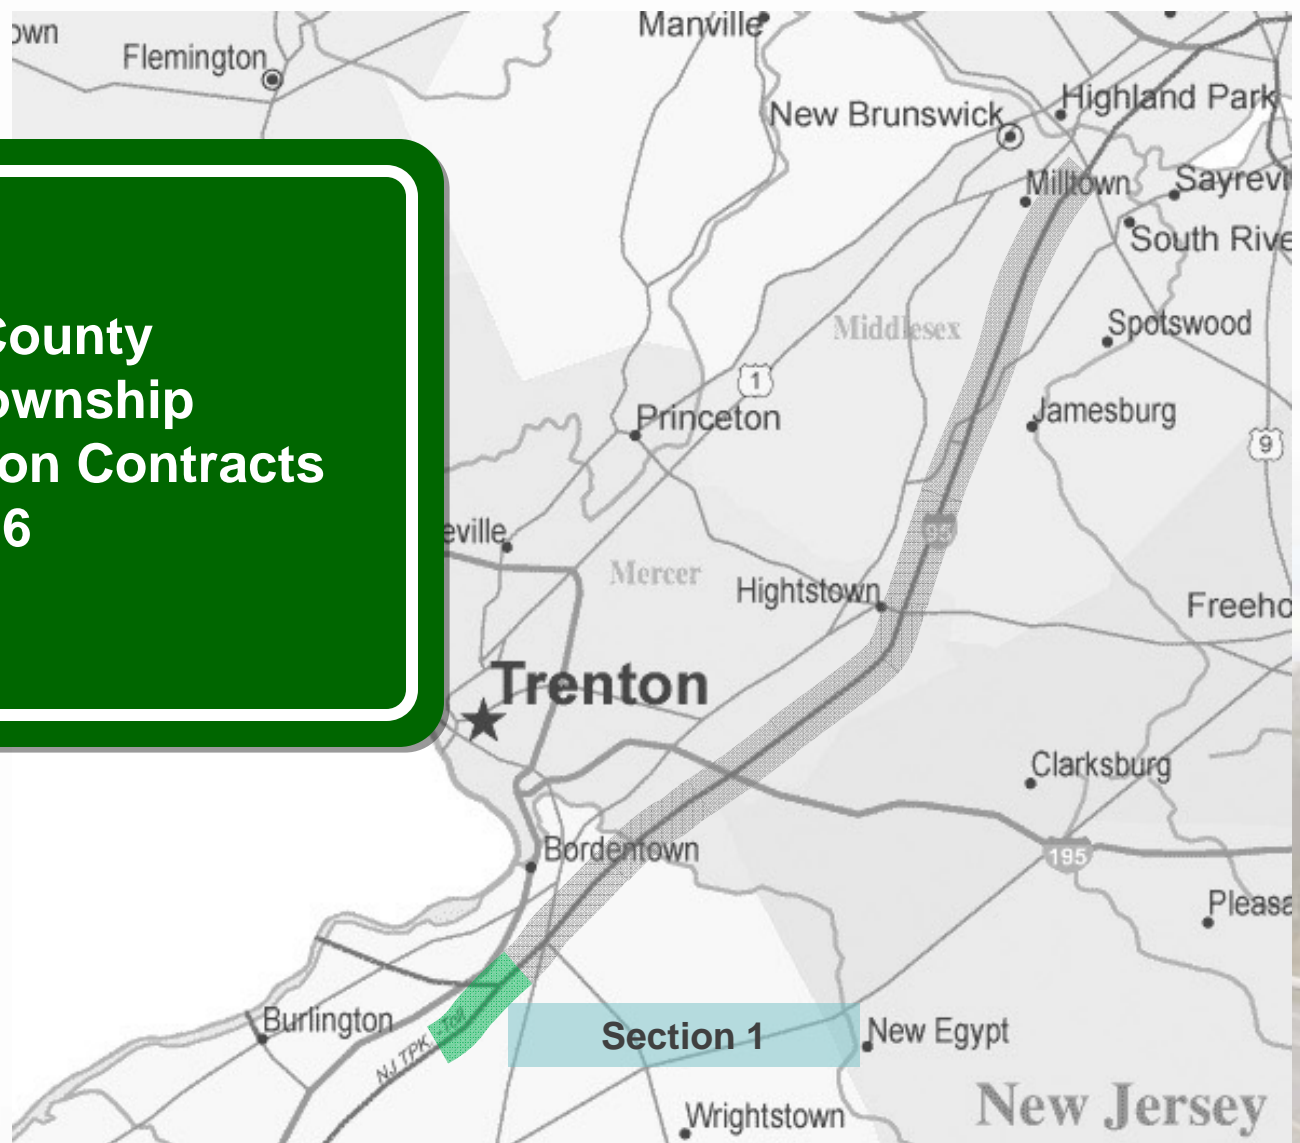 own
Manville
Flemington
Highland Park
New Brunswick
Milltown
Sayrevi
South Rive
County
ownship
on Contracts
6
Middlesex
Spotswood
1
Princeton
Jamesburg
9
eville
95
Mercer
Hightstown
Freeho
Trenton
Clarksburg
Bordentown
195
Pleasa
Burlington
Toll
NJ TPK
Section 1
New Egypt
New Jersey
Wrightstown